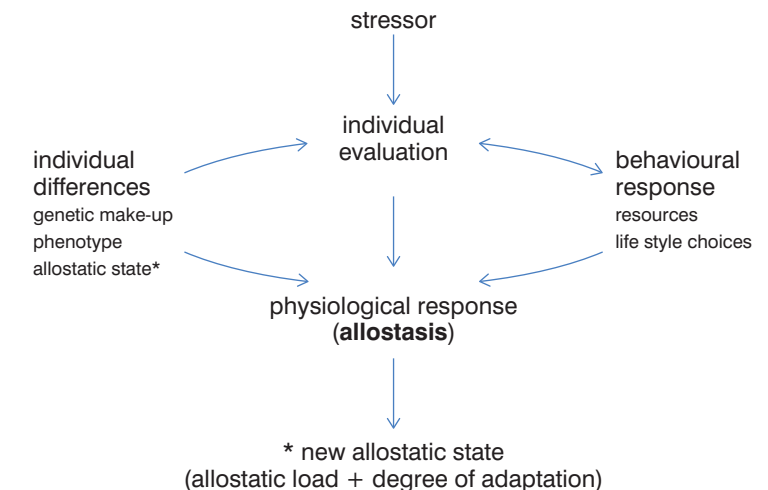 stressor
individual
evaluation
individual
differences
genetic make-up
phenotype
allostatic state*
behavioural
response
resources
life style choices
physiological response
(allostasis)
* new allostatic state
(allostatic load + degree of adaptation)